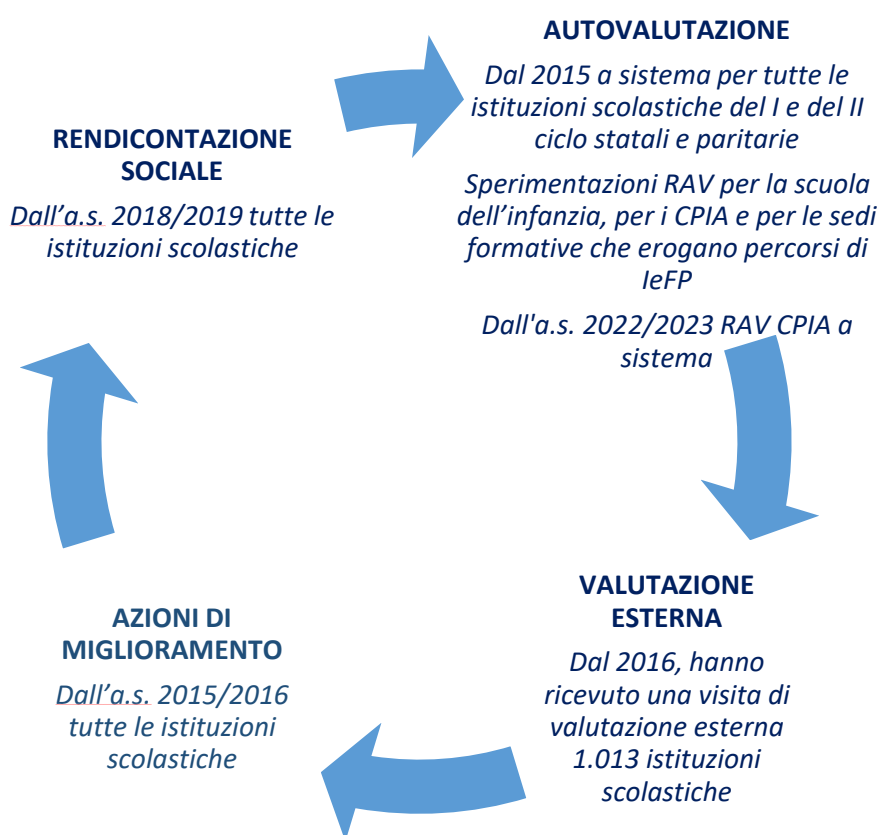 AUTOVALUTAZIONE
Dal 2015 a sistema per tutte le
istituzioni scolastiche del I e del II
ciclo statali e paritarie
Sperimentazioni RAV per la scuola
dell'infanzia, per i CPIA e per le sedi
formative che erogano percorsi di
IeFP
Dall'a.s. 2022/2023 RAV CPIA a
sistema
VALUTAZIONE
ESTERNA
Dal 2016, hanno
ricevuto una visita di
valutazione esterna
1.013 istituzioni
scolastiche
AZIONI DI
MIGLIORAMENTO
Dall’a.s. 2015/2016
tutte le istituzioni
scolastiche
RENDICONTAZIONE
SOCIALE
Dall’a.s. 2018/2019 tutte le
istituzioni scolastiche